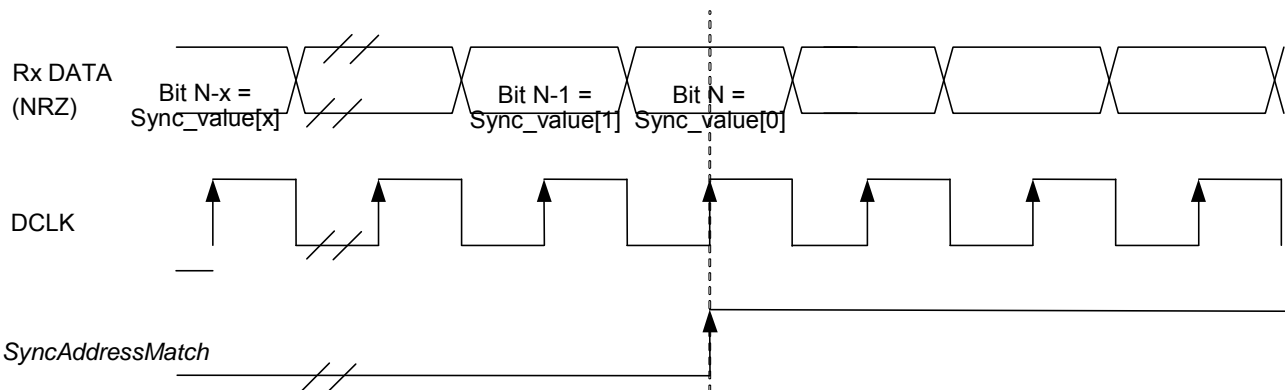 Rx DATA
(NRZ)
Bit N-x =
Sync_value[x]
Bit N-1 =
Sync_value[1]
Bit N =
Sync_value[0]
DCLK
SyncAddressMatch